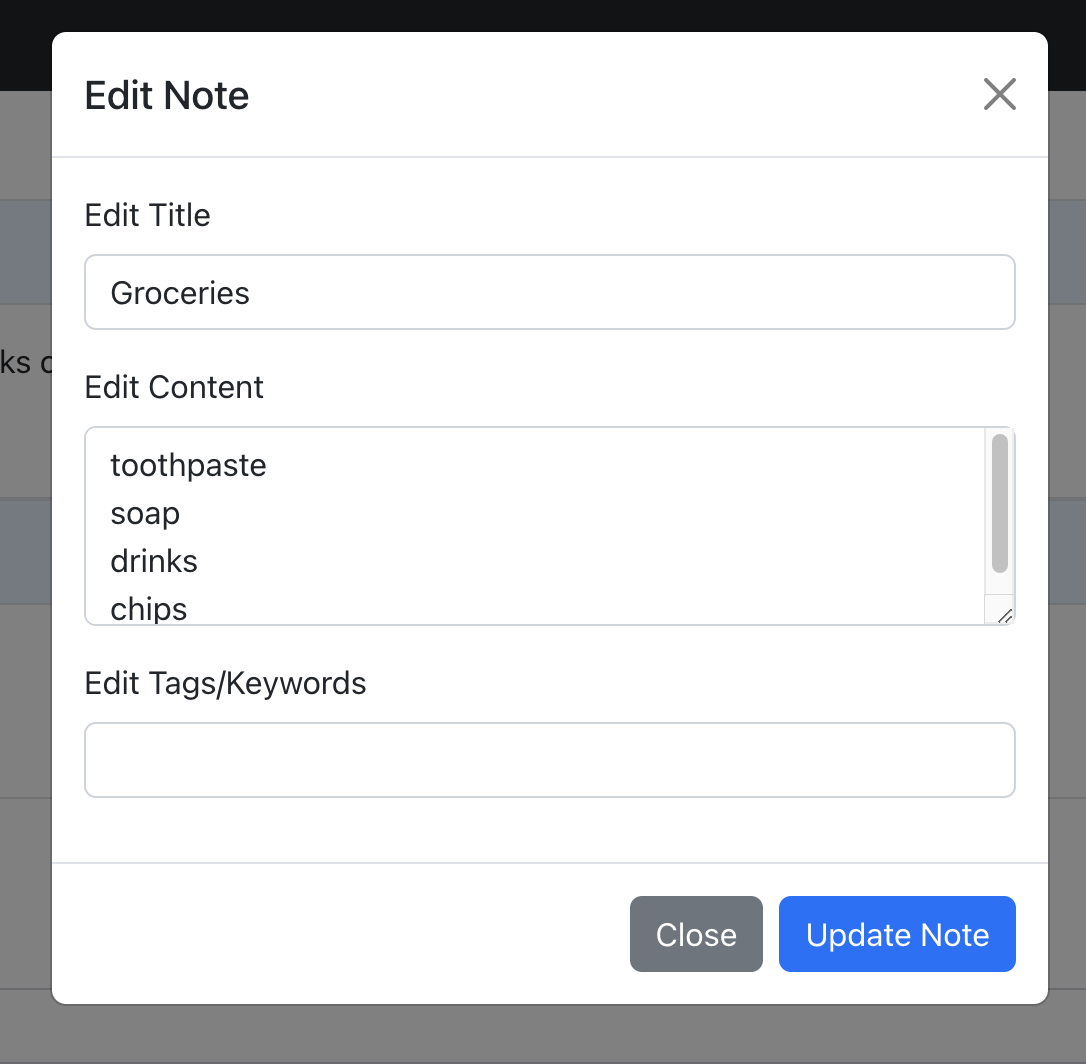 Edit Note
Edit Title
Groceries
ks
Edit Content
toothpaste
soap
drinks
chips
Edit Tags/Keywords
Close
Update Note